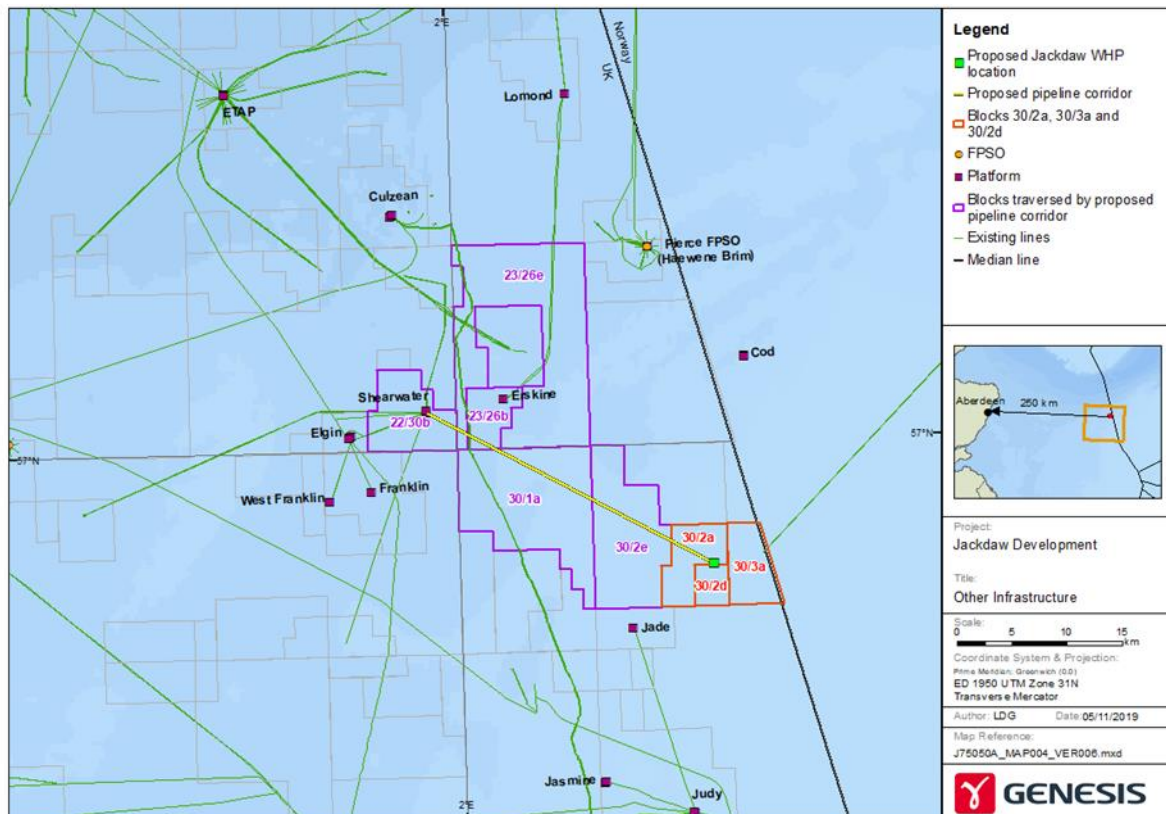 2°E
Norway
UK
ETAP
Lomond
Culzean
Pierce FPSO
(Haewene Brim)
23/26e
Cod
Shearwater
Erskine
22/30b
23/26b
Elgin
57°N
57°N
West Franklin
Franklin
30/1a
30/2a
30/2e
30/3a
30/2d
Jade
Jasmine
Judy
2°E
Legend
Proposed Jackdaw WHP
location
Proposed pipeline corridor
Blocks 30/2a, 30/3a and
30/2d
FPSO
Platform
Blocks traversed by proposed
pipeline corridor
Existing lines
Median line
Aberdeen
250 km
Project:
Jackdaw Development
Title:
Other Infrastructure
Scale:
0 5 10 15
km
Coordinate System & Projection:
Prime Meridian: Greenwich (0.0)
ED 1950 UTM Zone 31N
Transverse Mercator
Author: LDG Date:05/11/2019
Map Reference:
J75050A_MAP004_VER006.mxd
GENESIS